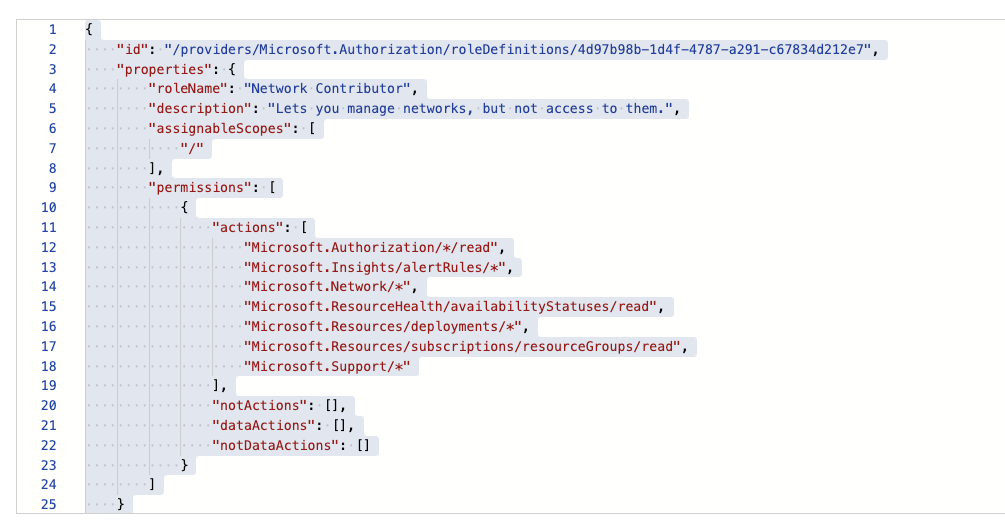 1 {
2 "id": "/providers/Microsoft.Authorization/roleDefinitions/4d97b98b-1d4f-4787-a291-c67834d212e7",
3 "properties": {
4 "roleName": "Network Contributor",
5 "description": "Lets you manage networks, but not access to them.",
6 "assignableScopes": [
7 "/"
8 ],
9 "permissions": [
10 {
11 "actions": [
12 "Microsoft.Authorization/*/read",
13 "Microsoft.Insights/alertRules/*",
14 "Microsoft.Network/*",
15 "Microsoft.ResourceHealth/availabilityStatuses/read",
16 "Microsoft.Resources/deployments/*",
17 "Microsoft.Resources/subscriptions/resourceGroups/read",
18 "Microsoft.Support/*"
19 ],
20 "notActions": [],
21 "dataActions": [],
22 "notDataActions": []
23 }
24 ]
25 }